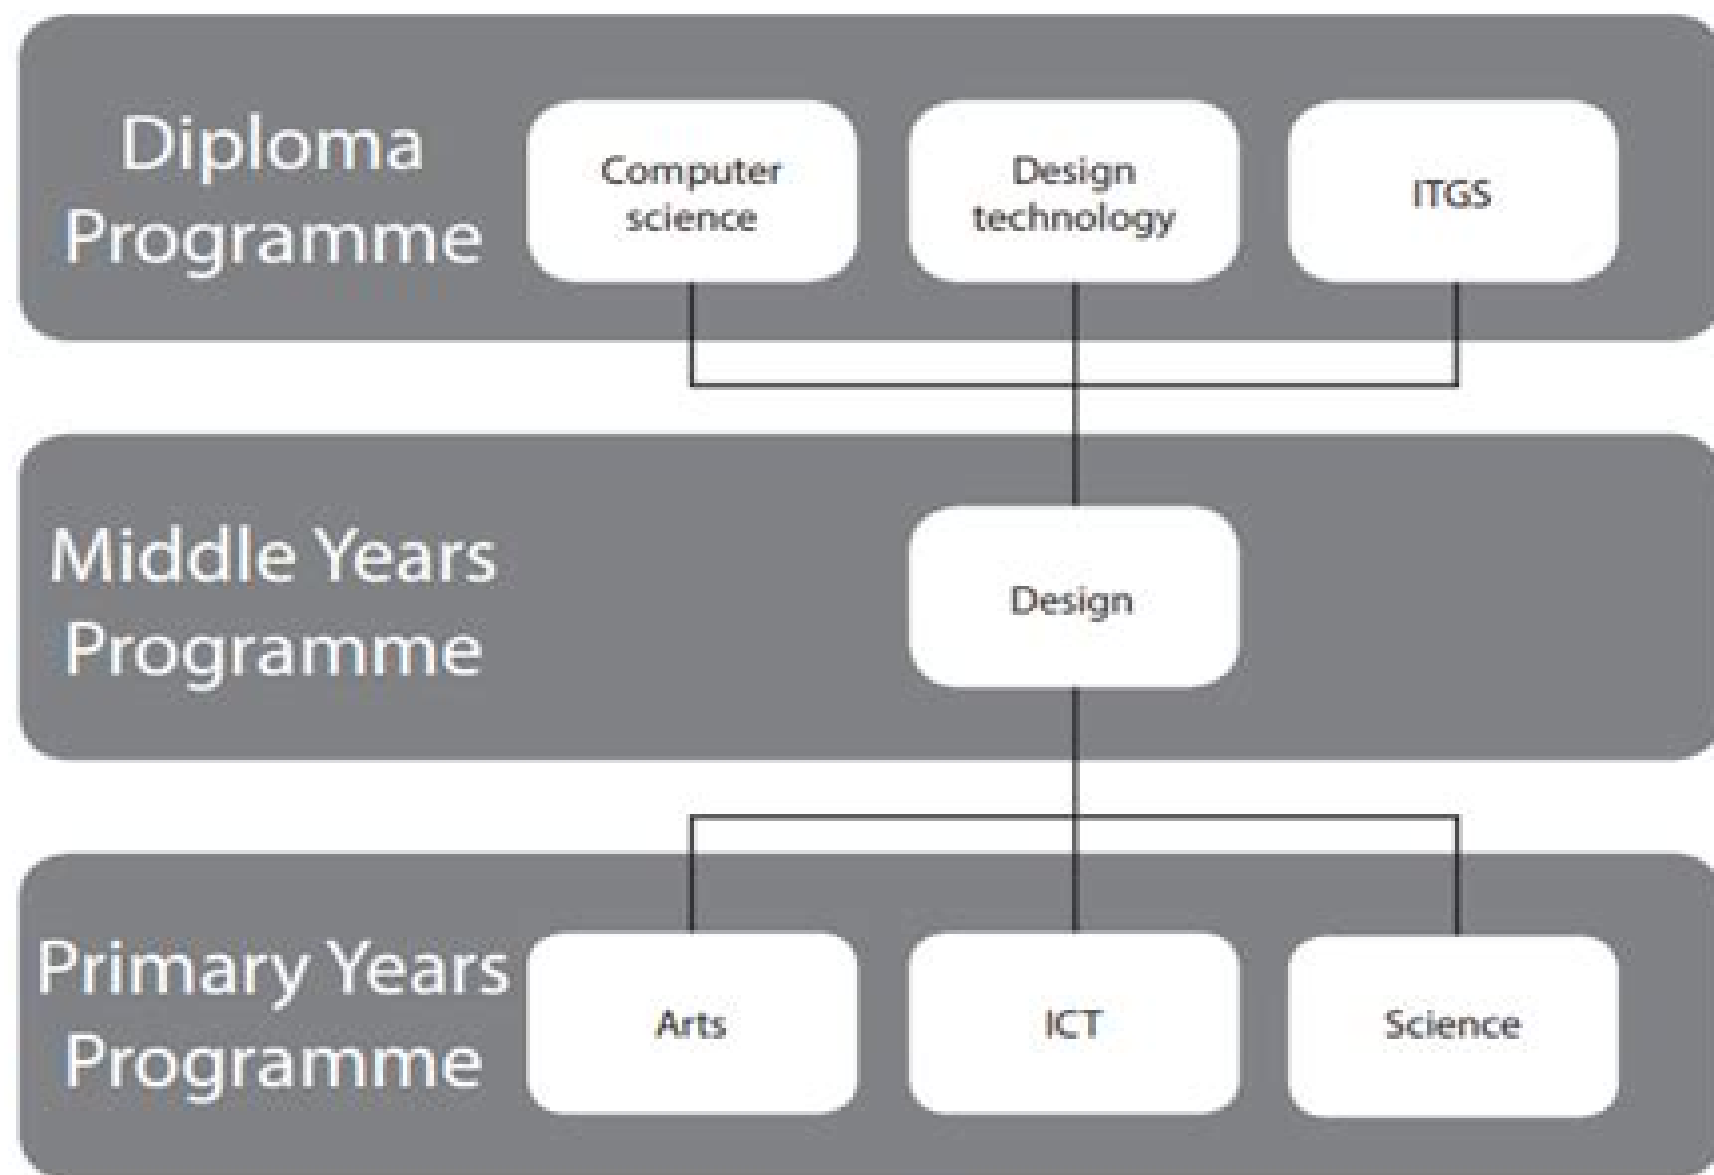 Diploma
Programme
Computer
science
Design
technology
ITGS
Middle Years
Programme
Design
Primary Years
Programme
Arts
ICT
Science